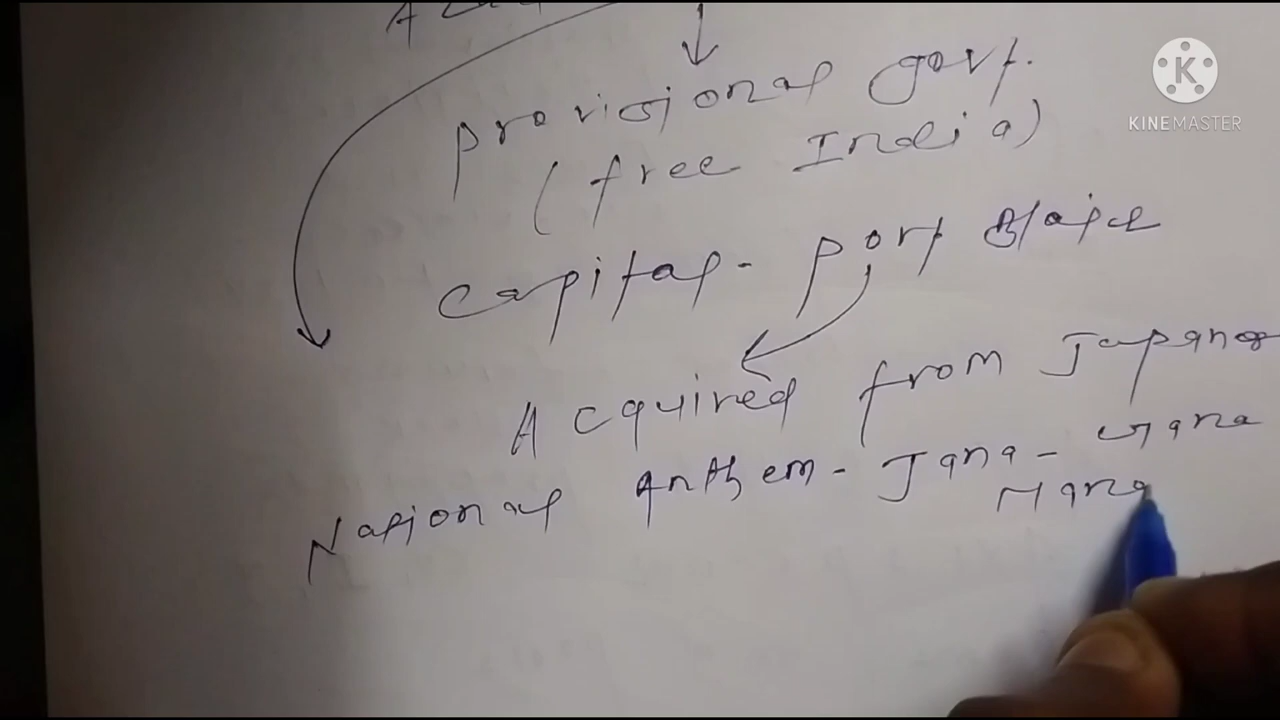 provisional govt.
(free India)
capital- port Blair
Acquired from Japanese
National Anthem- Jana- Gana
Mana
KINEMASTER